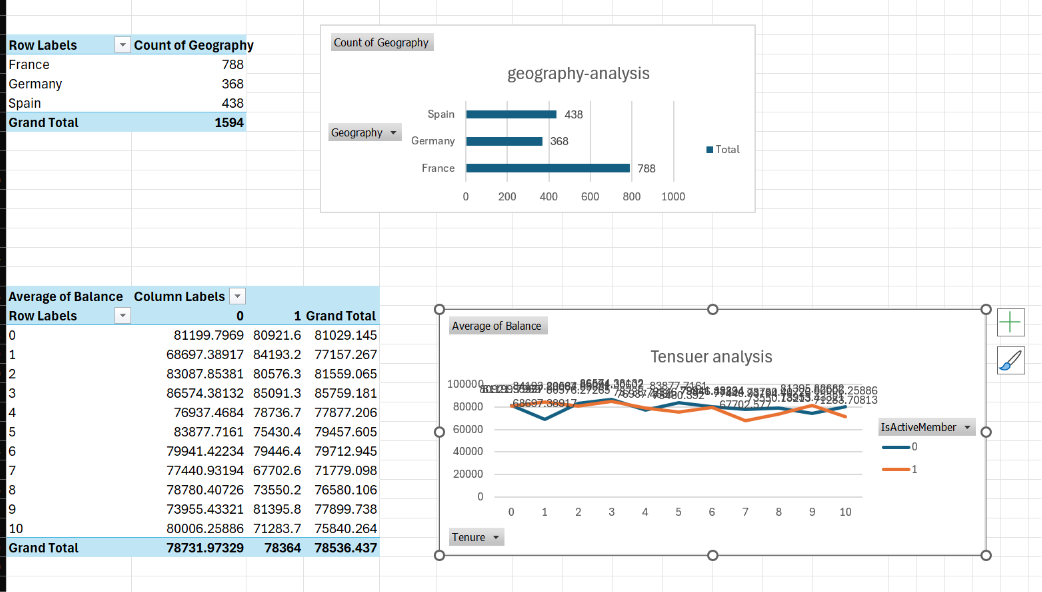 Row Labels Count of Geography
France 788
Germany 368
Spain 438
Grand Total 1594
Count of Geography
geography-analysis
Geography
Spain 438
Germany 368
France 788
0 200 400 600 800 1000
Total
Average of Balance Column Labels
Row Labels 0 1 Grand Total
0 81199.7969 80921.6 81029.145
1 68697.38917 84193.2 77157.267
2 83087.85381 80576.3 81559.065
3 86574.38132 85091.3 85759.181
4 76937.4684 78736.7 77877.206
5 83877.7161 75430.4 79457.605
6 79941.42234 79446.4 79712.945
7 77440.93194 67702.6 71779.098
8 78780.40726 73550.2 76580.106
9 73955.43321 81395.8 77899.738
10 80006.25886 71283.7 75840.264
Grand Total 78731.97329 78364 78536.437
Average of Balance
Tensuer analysis
100000
80000
60000
40000
20000
0
68697.38917
83877.7161
67702.577
71283.70813
0 1 2 3 4 5 6 7 8 9 10
IsActiveMember
0
1
Tenure